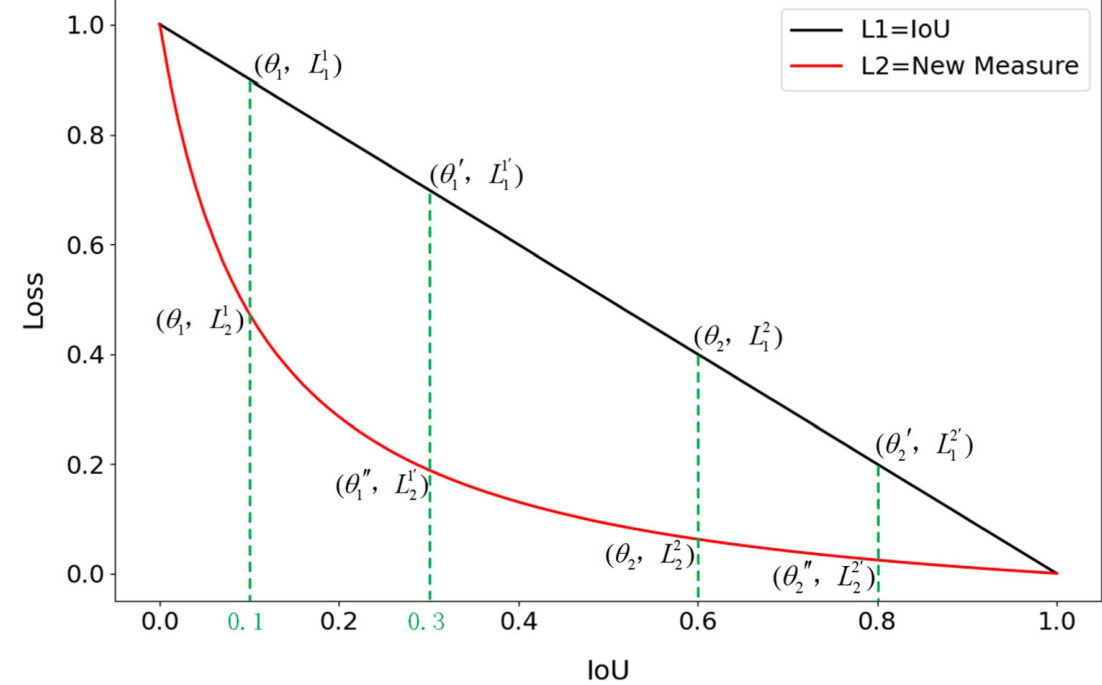 L1=IoU
L2=New Measure
Loss
1.0
0.8
0.6
0.4
0.2
0.0
(θ₁, L₁¹)
(θ₁′, L₁¹′)
(θ₁, L₂¹)
(θ₂, L₁²)
(θ₂′, L₁²′)
(θ₁″, L₂¹′)
(θ₂, L₂²)
(θ₂″, L₂²′)
0.0 0.1 0.2 0.3 0.4 0.6 0.8 1.0
IoU